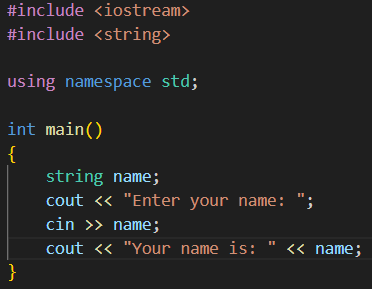 #include <iostream>
#include <string>
using namespace std;
int main()
{
string name;
cout << "Enter your name: ";
cin >> name;
cout << "Your name is: " << name;
}